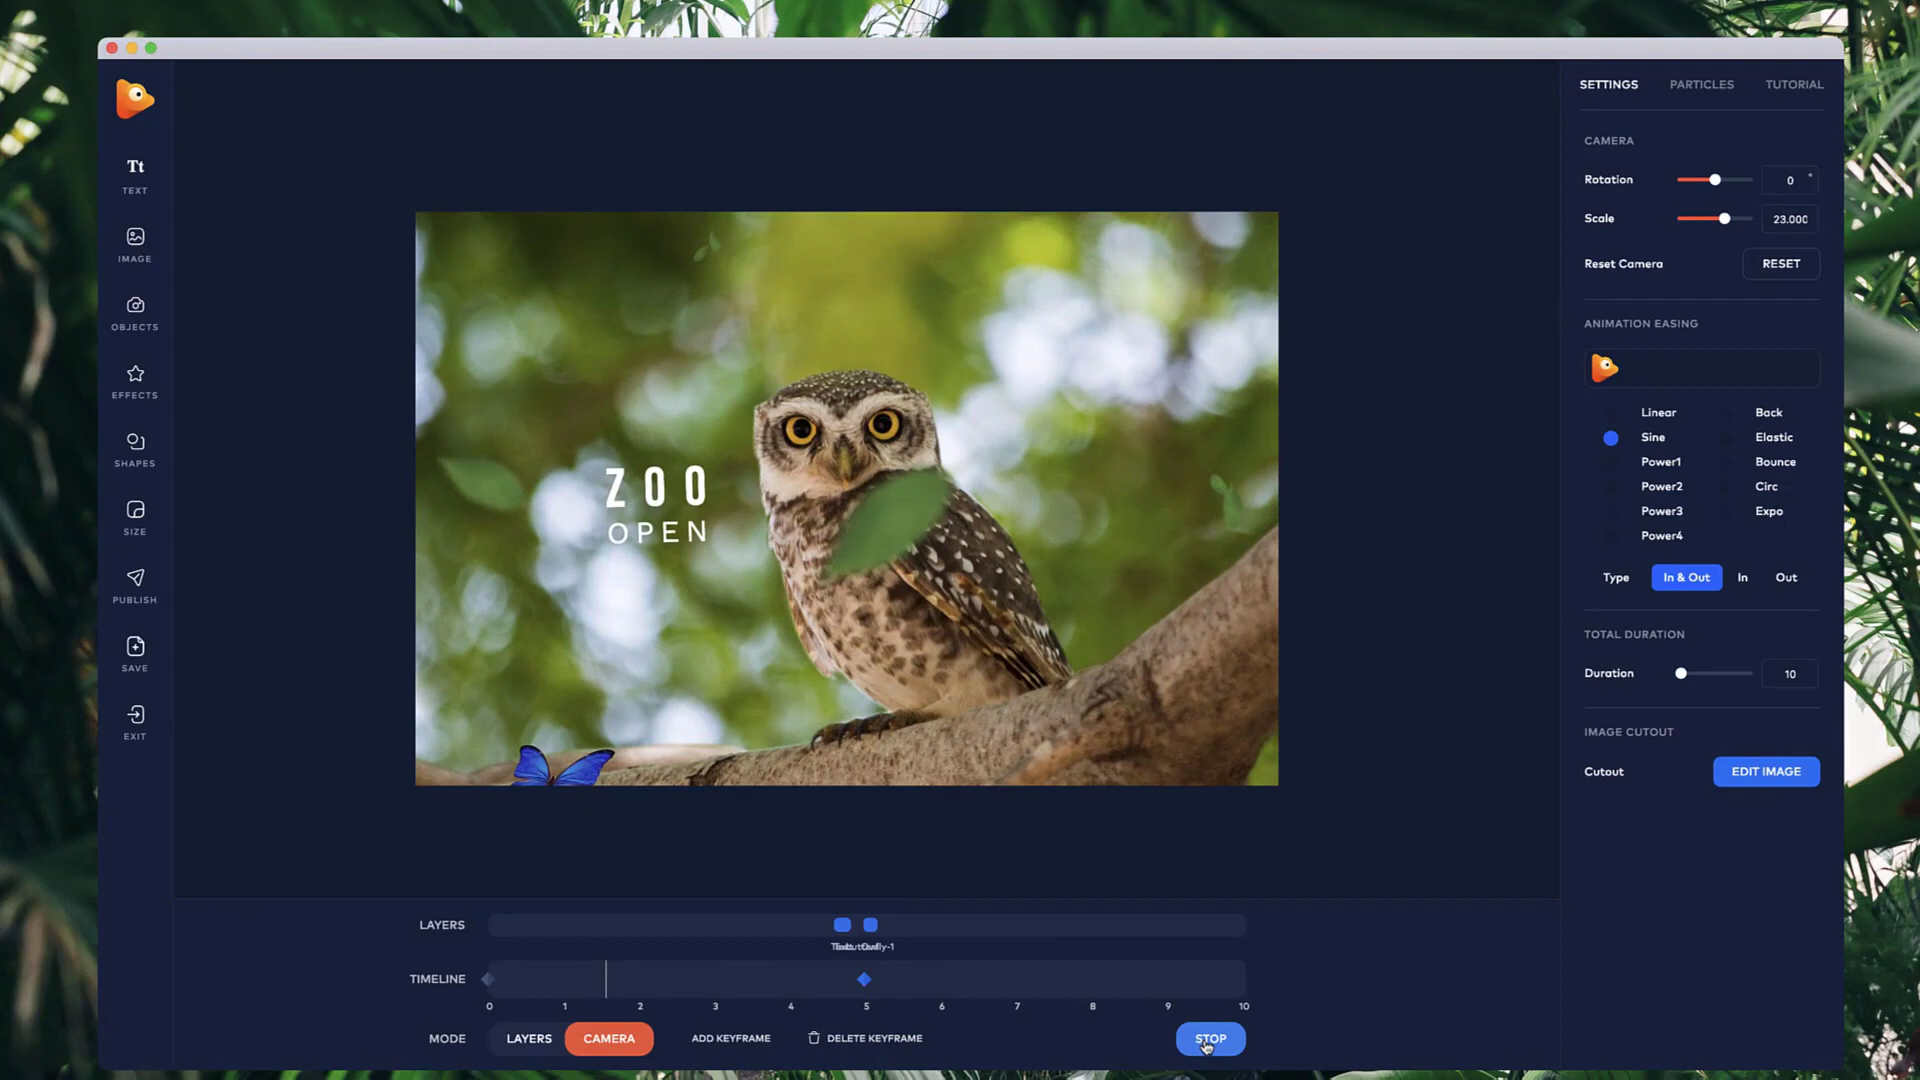 Tt
TEXT
IMAGE
OBJECTS
EFFECTS
SHAPES
SIZE
PUBLISH
SAVE
EXIT
ZOO
OPEN
SETTINGS PARTICLES TUTORIAL
CAMERA
Rotation 0 °
Scale 23.000
Reset Camera RESET
ANIMATION EASING
Linear Back
Sine Elastic
Power1 Bounce
Power2 Circ
Power3 Expo
Power4
Type In & Out In Out
TOTAL DURATION
Duration 10
IMAGE CUTOUT
Cutout EDIT IMAGE
LAYERS
TIMELINE
0 1 2 3 4 5 6 7 8 9 10
MODE LAYERS CAMERA ADD KEYFRAME DELETE KEYFRAME STOP